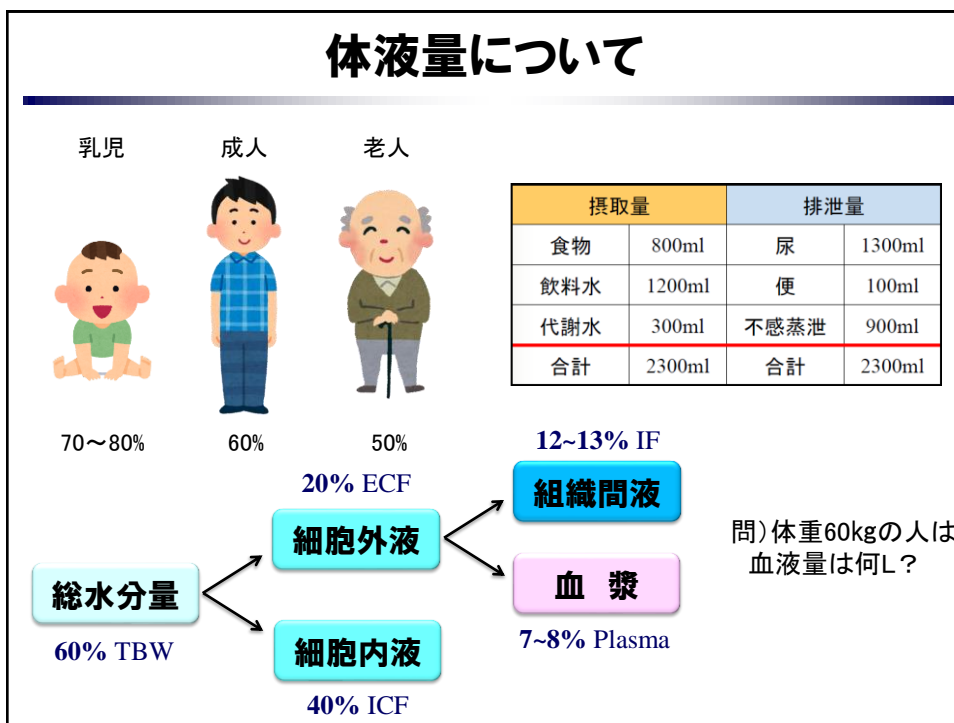 体液量について
乳児 成人 老人
70～80% 60% 50%
摂取量 排泄量
食物 800ml 尿 1300ml
飲料水 1200ml 便 100ml
代謝水 300ml 不感蒸泄 900ml
合計 2300ml 合計 2300ml
総水分量
60% TBW
20% ECF
細胞外液
細胞内液
40% ICF
12~13% IF
組織間液
血 漿
7~8% Plasma
問)体重60kgの人は
血液量は何L？